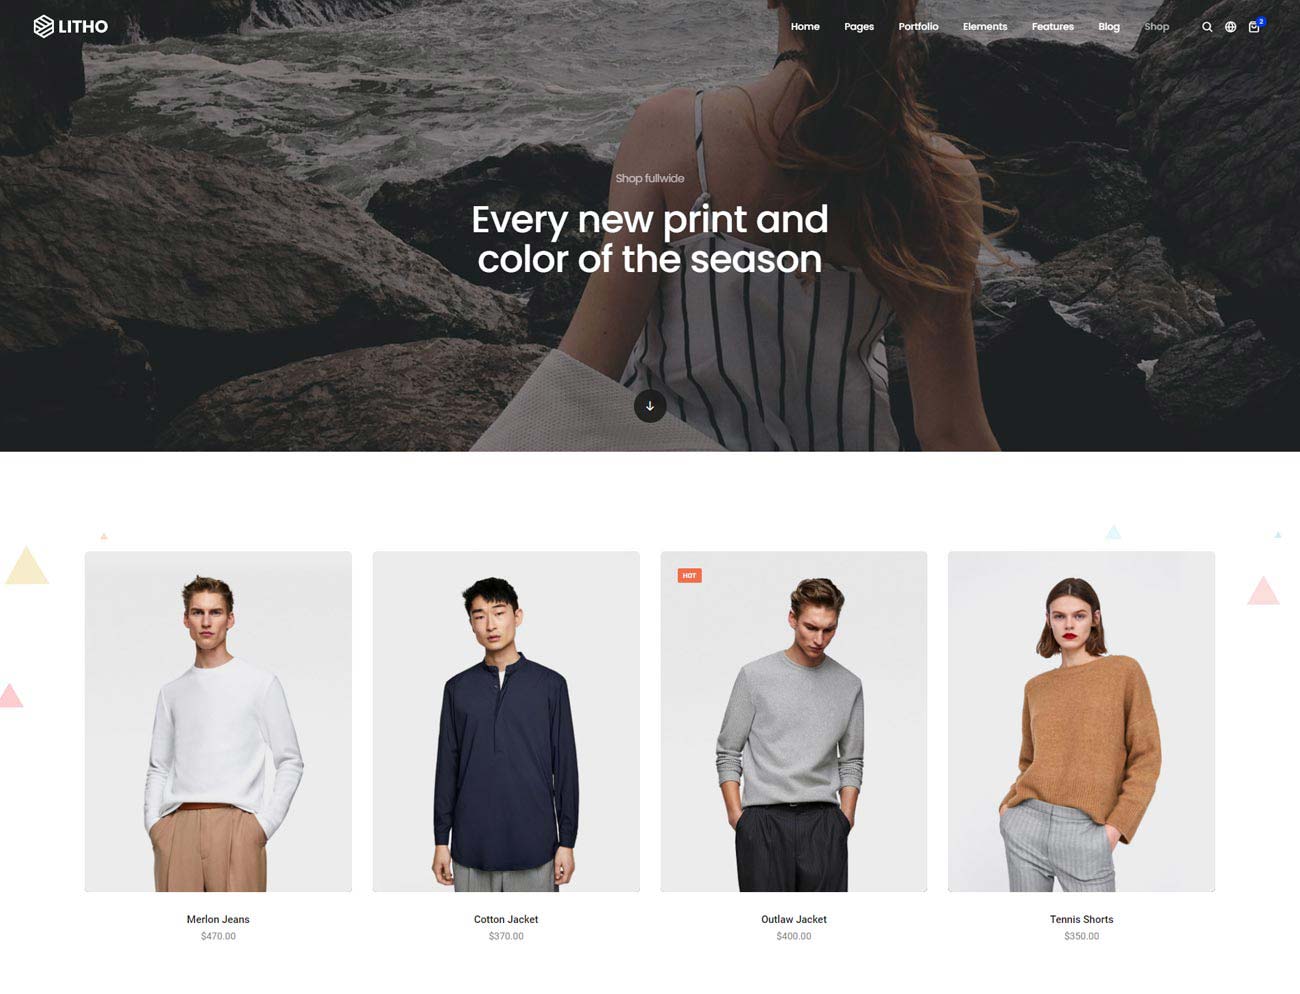 LITHO
Home Pages Portfolio Elements Features Blog Shop 2
Shop fullwide
Every new print and
color of the season
HOT
Merlon Jeans
$470.00
Cotton Jacket
$370.00
Outlaw Jacket
$400.00
Tennis Shorts
$350.00